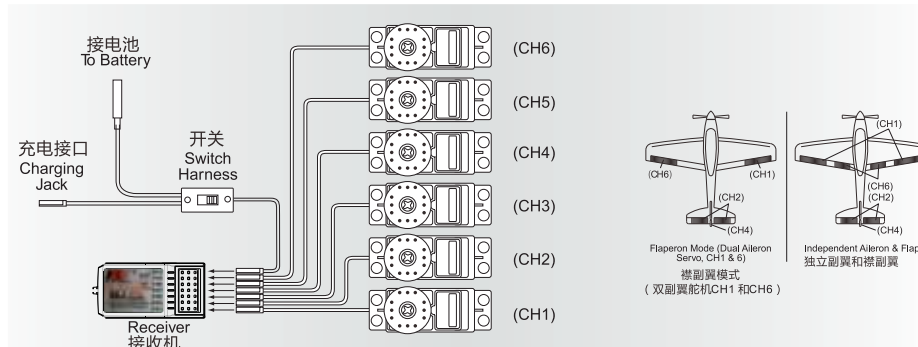 接电池
To Battery
充电接口
Charging
Jack
开关
Switch
Harness
Receiver
接收机
(CH6)
(CH5)
(CH4)
(CH3)
(CH2)
(CH1)
(CH6)
(CH1)
(CH2)
(CH4)
Flaperon Mode (Dual Aileron
Servo, CH1 & 6)
襟副翼模式
( 双副翼舵机CH1 和CH6 )
(CH1)
(CH6)
(CH2)
(CH4)
Independent Aileron & Flap
独立副翼和襟副翼